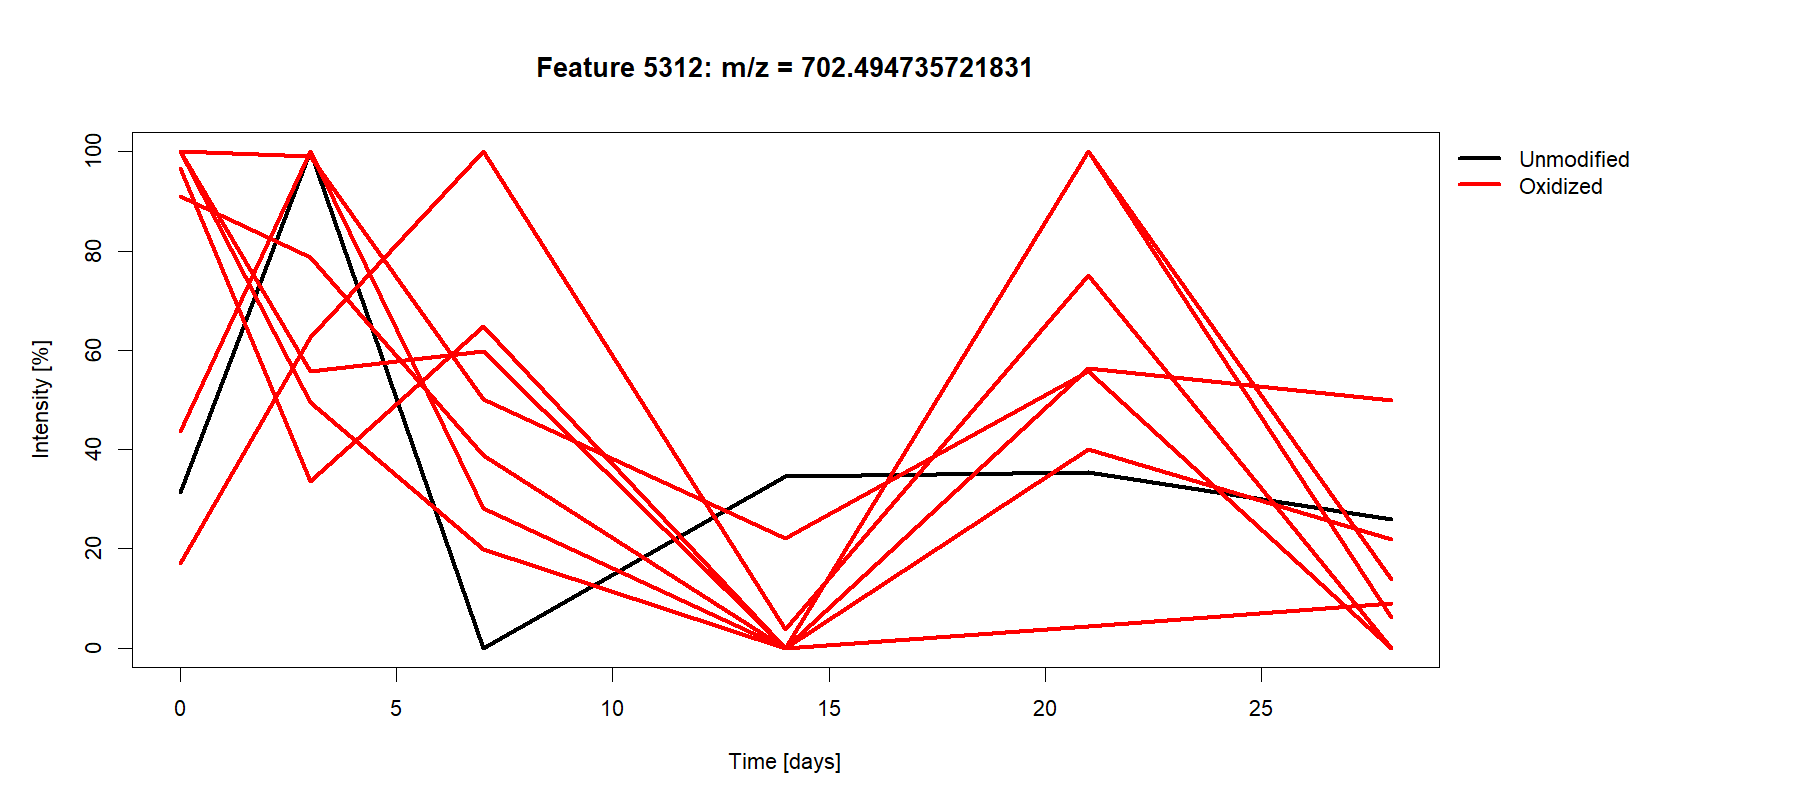 Feature 5312: m/z = 702.494735721831
Unmodified
Oxidized
Intensity [%]
100
80
60
40
20
0
0 5 10 15 20 25
Time [days]